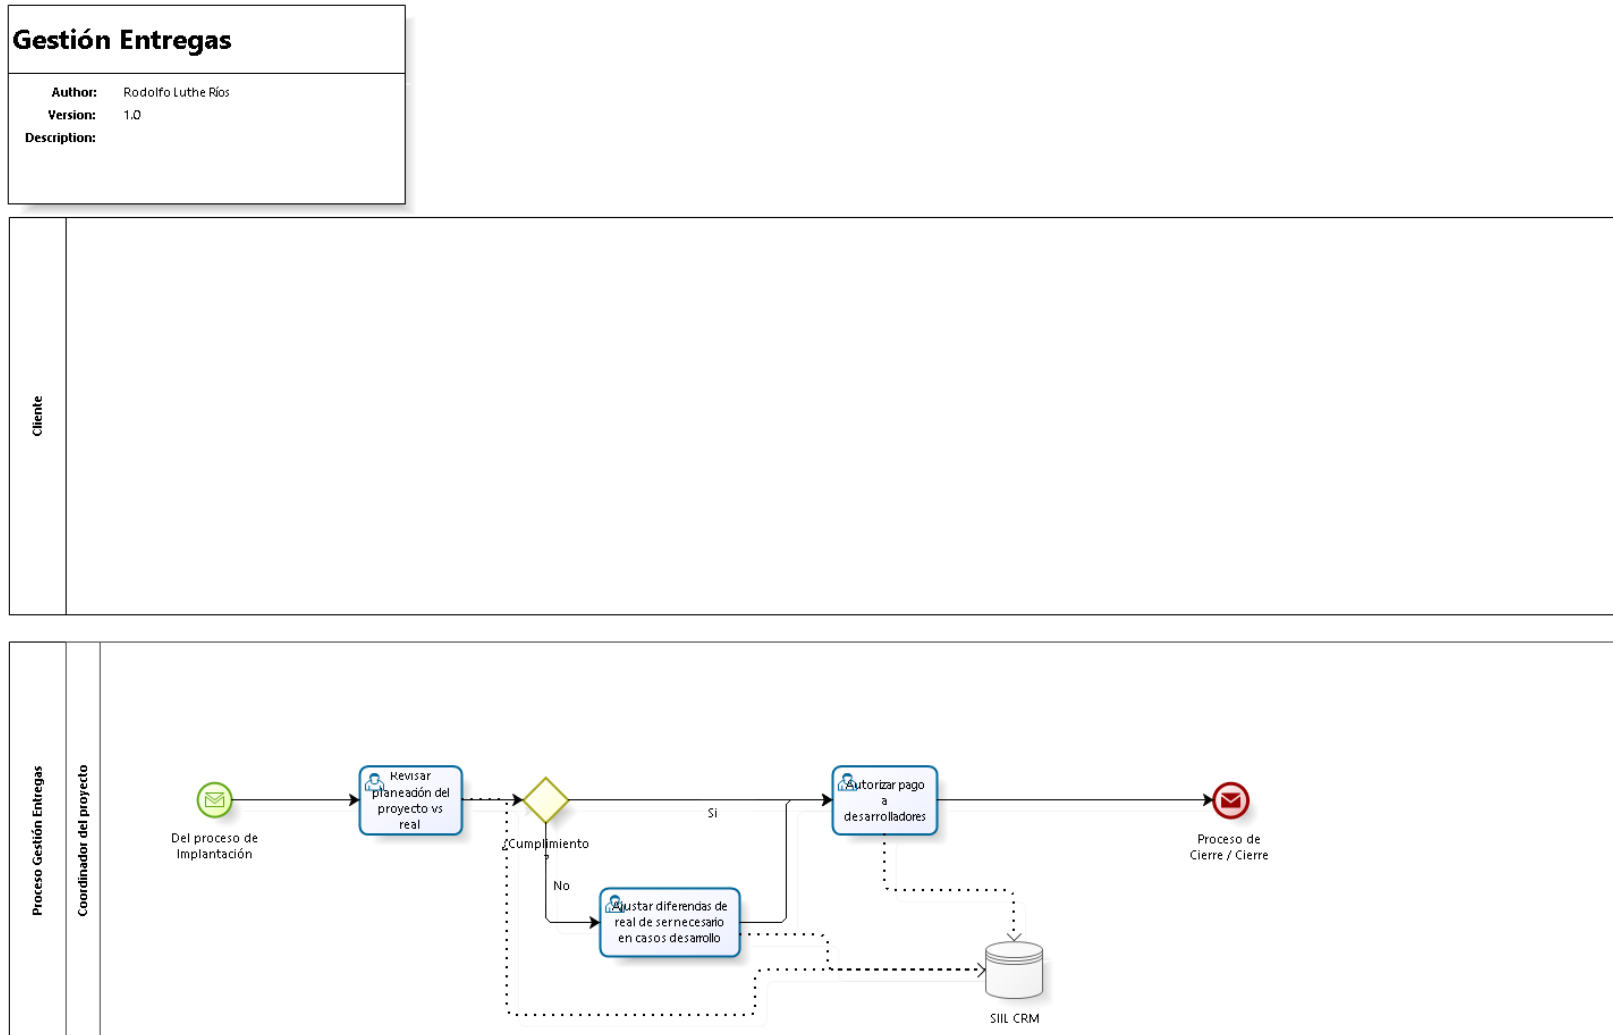 Gestión Entregas
Author: Rodolfo Luthe Ríos
Version: 1.0
Description:
Cliente
Proceso Gestión Entregas
Coordinador del proyecto
Del proceso de
Implantación
Revisar
planeación del
proyecto vs
real
¿Cumplimiento
?
Si
No
Ajustar diferencias de
real de ser necesario
en casos desarrollo
Autorizar pago
a
desarrolladores
Proceso de
Cierre / Cierre
SIIL CRM